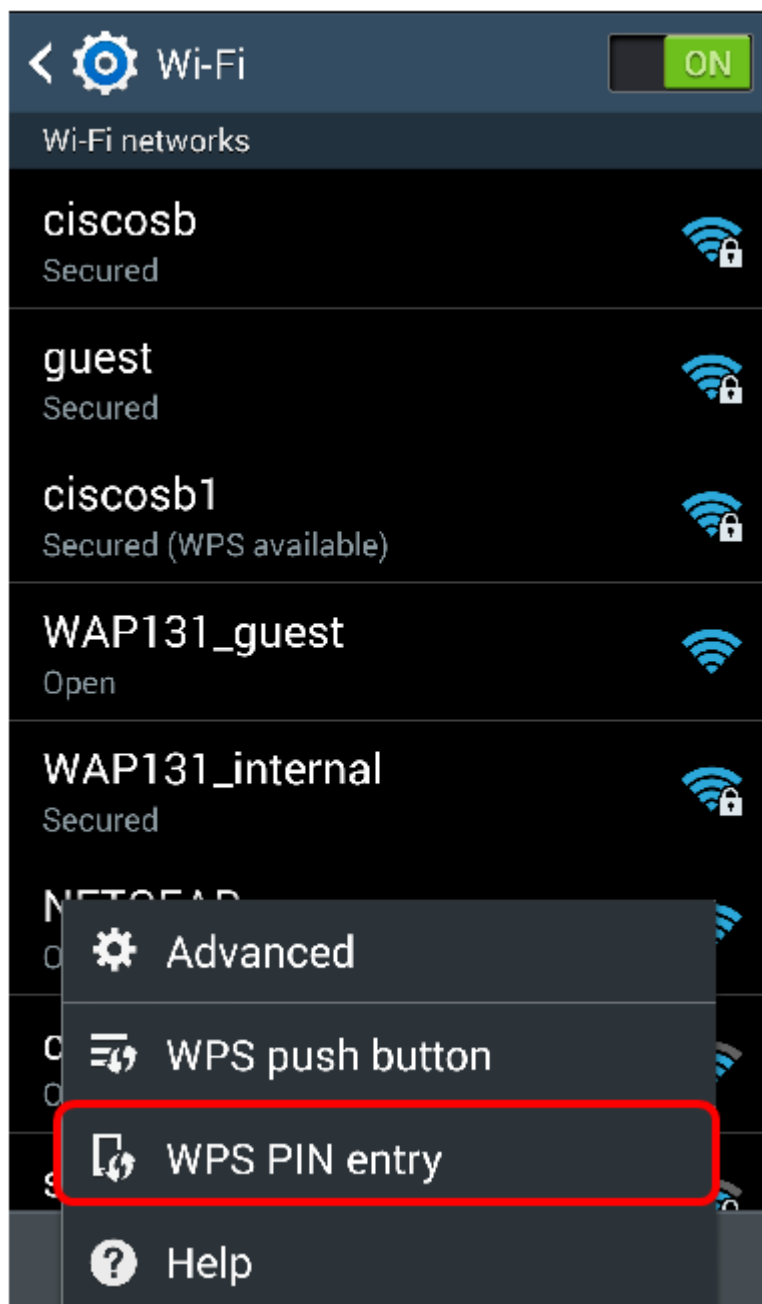 Wi-Fi
ON
Wi-Fi networks
ciscosb
Secured
guest
Secured
ciscosb1
Secured (WPS available)
WAP131_guest
Open
WAP131_internal
Secured
NETGEAR
Advanced
WPS push button
WPS PIN entry
Help